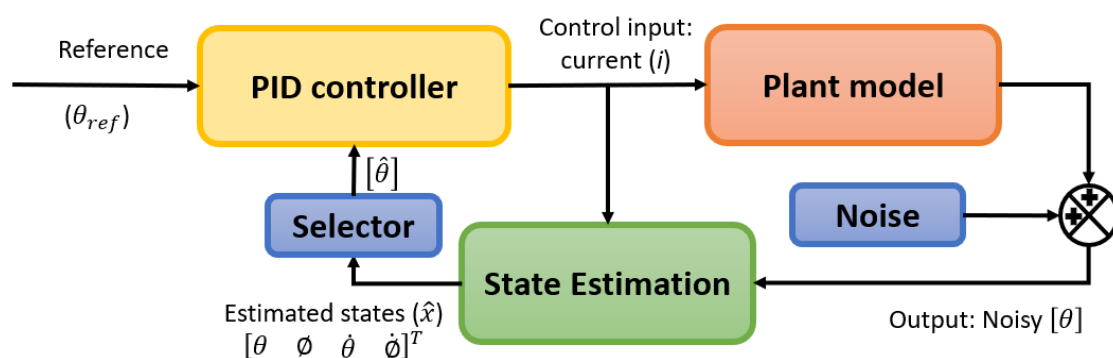 Reference
(θ_ref)
PID controller
Control input:
current (i)
Plant model
[θ̂]
Selector
Noise
State Estimation
Estimated states (x̂)
[θ ∅ θ̇ ∅̇]^T
Output: Noisy [θ]